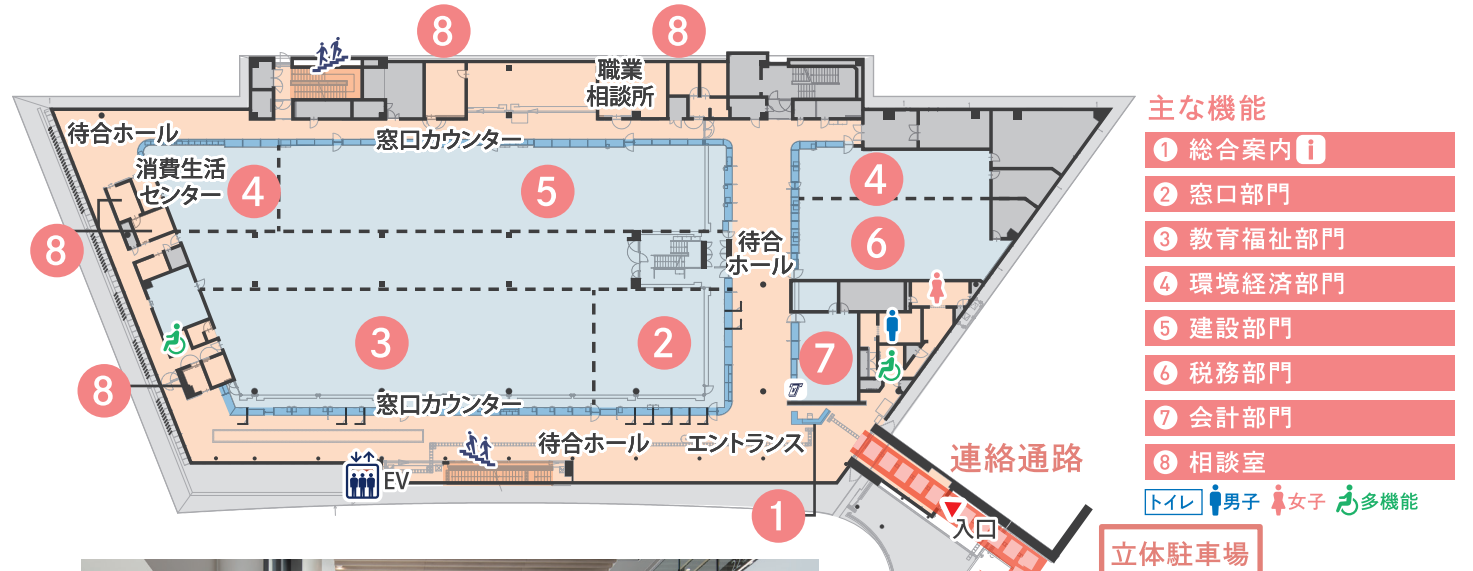 8
8
職業
相談所
待合ホール
窓口カウンター
消費生活
センター
4
5
4
8
待合
ホール
6
3
2
7
8
窓口カウンター
待合ホール
エントランス
EV
1
連絡通路
入口
立体駐車場
主な機能
1 総合案内 i
2 窓口部門
3 教育福祉部門
4 環境経済部門
5 建設部門
6 税務部門
7 会計部門
8 相談室
トイレ 男子 女子 多機能